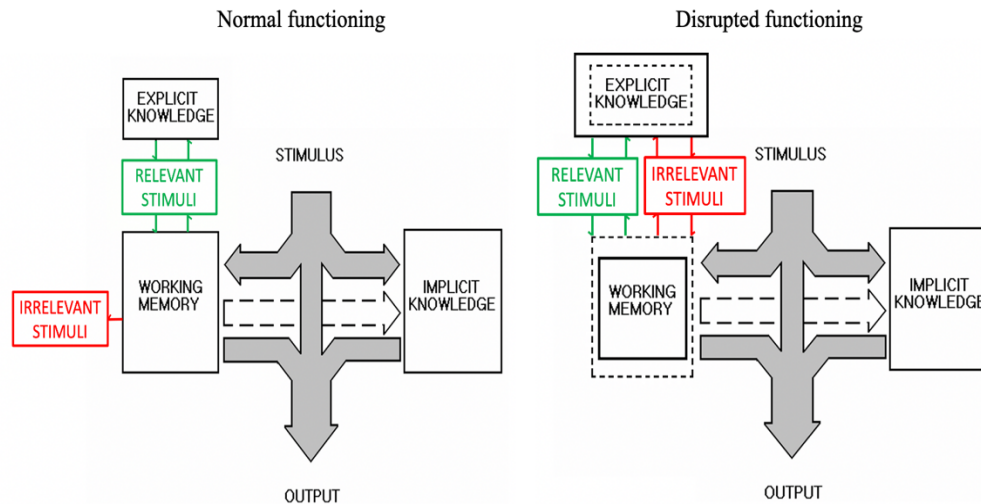 Normal functioning
EXPLICIT
KNOWLEDGE
RELEVANT
STIMULI
STIMULUS
WORKING
MEMORY
IRRELEVANT
STIMULI
IMPLICIT
KNOWLEDGE
OUTPUT
Disrupted functioning
EXPLICIT
KNOWLEDGE
RELEVANT
STIMULI
IRRELEVANT
STIMULI
STIMULUS
WORKING
MEMORY
IMPLICIT
KNOWLEDGE
OUTPUT